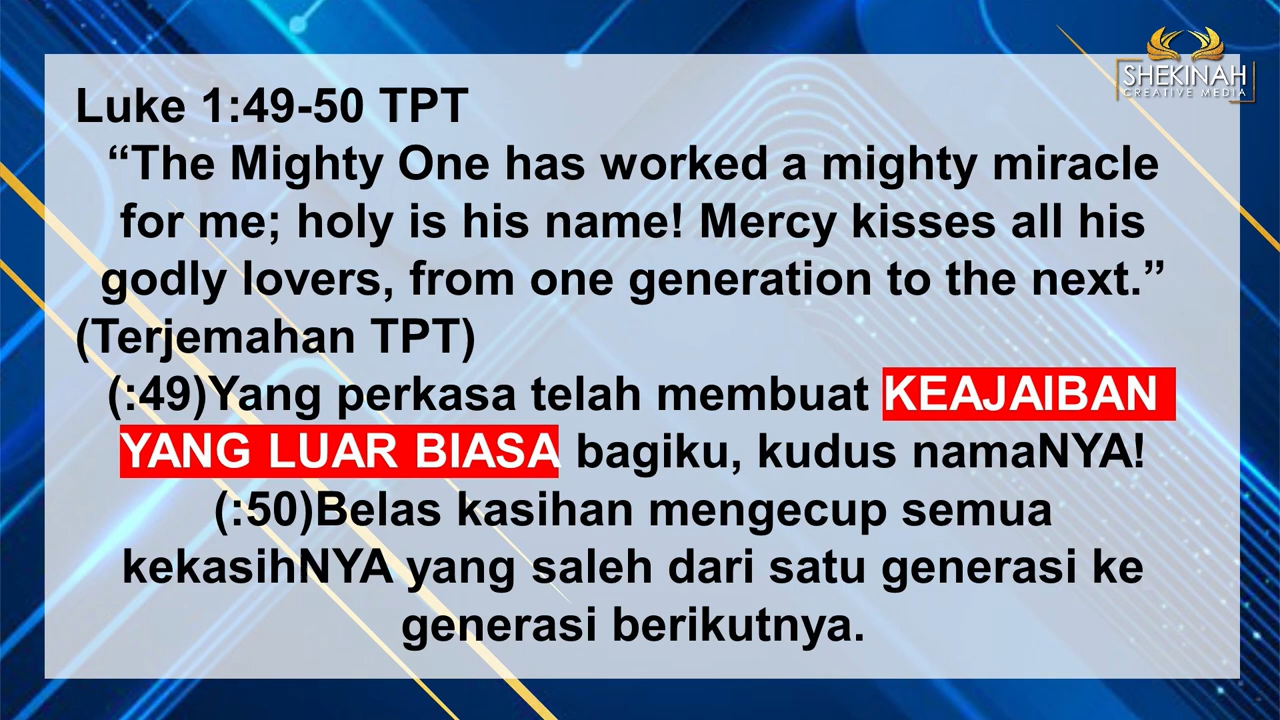 SHEKINAH
CREATIVE MEDIA
Luke 1:49-50 TPT
“The Mighty One has worked a mighty miracle
for me; holy is his name! Mercy kisses all his
godly lovers, from one generation to the next.”
(Terjemahan TPT)
(:49)Yang perkasa telah membuat KEAJAIBAN
YANG LUAR BIASA bagiku, kudus namaNYA!
(:50)Belas kasihan mengecup semua
kekasihNYA yang saleh dari satu generasi ke
generasi berikutnya.